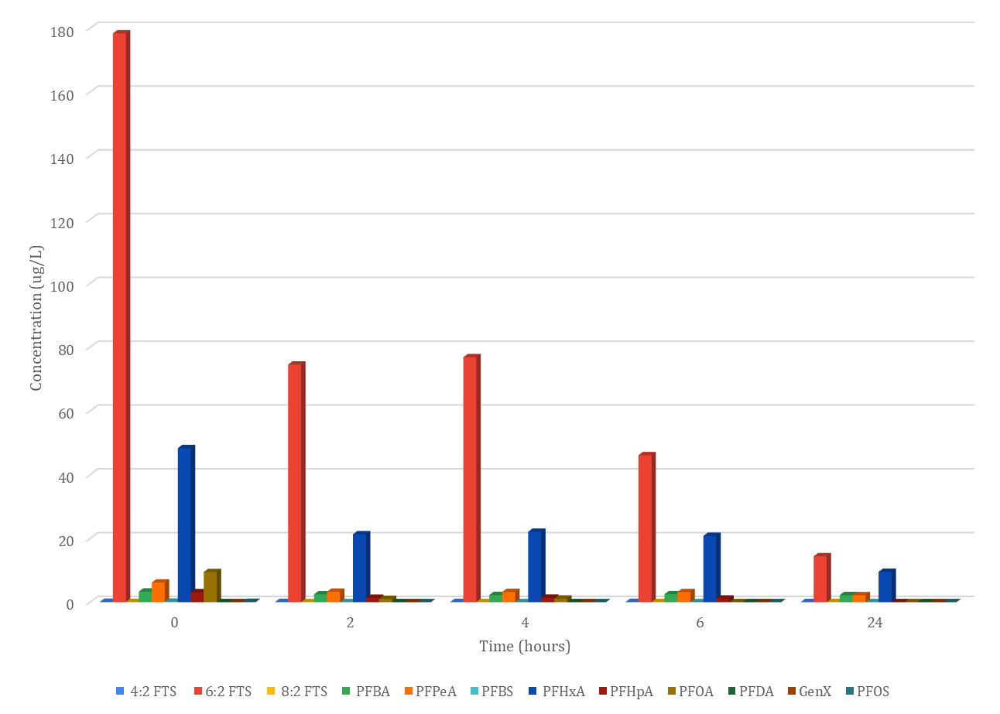 180
160
140
120
100
80
60
40
20
0
Concentration (ug/L)
0 2 4 6 24
Time (hours)
4:2 FTS 6:2 FTS 8:2 FTS PFBA PFPeA PFBS PFHxA PFHpA PFOA PFDA GenX PFOS